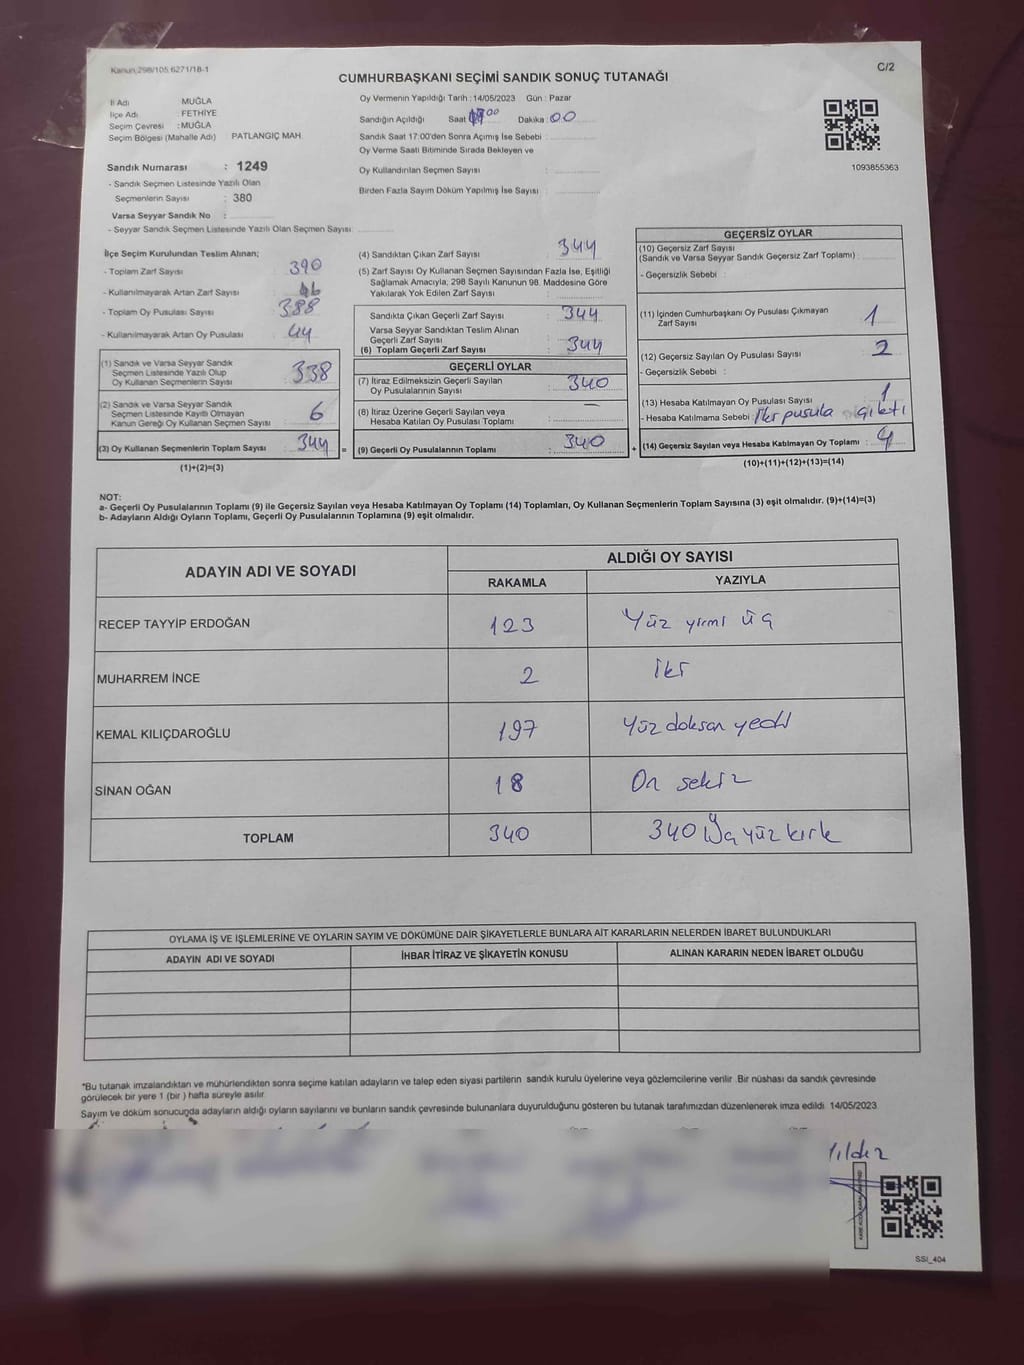 Kanun:298/105 6271/18-1
C/2
CUMHURBAŞKANI SEÇİMİ SANDIK SONUÇ TUTANAĞI
İl Adı : MUĞLA
İlçe Adı : FETHİYE
Seçim Çevresi : MUĞLA
Seçim Bölgesi (Mahalle Adı) : PATLANGIÇ MAH.
Sandık Numarası : 1249
- Sandık Seçmen Listesinde Yazılı Olan
Seçmenlerin Sayısı : 380
Varsa Seyyar Sandık No :
- Seyyar Sandık Seçmen Listesinde Yazılı Olan Seçmen Sayısı:
Oy Vermenin Yapıldığı Tarih : 14/05/2023 Gün : Pazar
Sandığın Açıldığı Saat Dakika : 00
Sandık Saat 17:00'den Sonra Açılmış İse Sebebi :
Oy Verme Saati Bitiminde Sırada Bekleyen ve
Oy Kullandırılan Seçmen Sayısı :
Birden Fazla Sayım Döküm Yapılmış İse Sayısı :
1093855363
İlçe Seçim Kurulundan Teslim Alınan;
- Toplam Zarf Sayısı : 390
- Kullanılmayarak Artan Zarf Sayısı : 46
- Toplam Oy Pusulası Sayısı : 388
- Kullanılmayarak Artan Oy Pusulası : 44
(1) Sandık ve Varsa Seyyar Sandık
Seçmen Listesinde Yazılı Olup
Oy Kullanan Seçmenlerin Sayısı : 338
(2) Sandık ve Varsa Seyyar Sandık
Seçmen Listesinde Kayıtlı Olmayan
Kanun Gereği Oy Kullanan Seçmen Sayısı : 6
(3) Oy Kullanan Seçmenlerin Toplam Sayısı : 344 =
(1)+(2)=(3)
(4) Sandıktan Çıkan Zarf Sayısı : 344
(5) Zarf Sayısı Oy Kullanan Seçmen Sayısından Fazla İse, Eşitliği
Sağlamak Amacıyla, 298 Sayılı Kanunun 98. Maddesine Göre
Yakılarak Yok Edilen Zarf Sayısı :
Sandıkta Çıkan Geçerli Zarf Sayısı : 344
Varsa Seyyar Sandıktan Teslim Alınan
Geçerli Zarf Sayısı :
(6) Toplam Geçerli Zarf Sayısı : 344
GEÇERLİ OYLAR
(7) İtiraz Edilmeksizin Geçerli Sayılan
Oy Pusulalarının Sayısı : 340
(8) İtiraz Üzerine Geçerli Sayılan veya
Hesaba Katılan Oy Pusulası Toplamı : —
(9) Geçerli Oy Pusulalarının Toplamı : 340 +
GEÇERSİZ OYLAR
(10) Geçersiz Zarf Sayısı
(Sandık ve Varsa Seyyar Sandık Geçersiz Zarf Toplamı) :
- Geçersizlik Sebebi :
(11) İçinden Cumhurbaşkanı Oy Pusulası Çıkmayan
Zarf Sayısı : 1
(12) Geçersiz Sayılan Oy Pusulası Sayısı : 2
- Geçersizlik Sebebi :
(13) Hesaba Katılmayan Oy Pusulası Sayısı : 1
- Hesaba Katılmama Sebebi : İki pusula çıktı
(14) Geçersiz Sayılan veya Hesaba Katılmayan Oy Toplamı : 4
(10)+(11)+(12)+(13)=(14)
NOT:
a- Geçerli Oy Pusulalarının Toplamı (9) ile Geçersiz Sayılan veya Hesaba Katılmayan Oy Toplamı (14) Toplamları, Oy Kullanan Seçmenlerin Toplam Sayısına (3) eşit olmalıdır. (9)+(14)=(3)
b- Adayların Aldığı Oyların Toplamı, Geçerli Oy Pusulalarının Toplamına (9) eşit olmalıdır.
ADAYIN ADI VE SOYADI ALDIĞI OY SAYISI
RAKAMLA YAZIYLA
RECEP TAYYİP ERDOĞAN 123 Yüz yirmi üç
MUHARREM İNCE 2 İki
KEMAL KILIÇDAROĞLU 197 Yüz doksan yedi
SİNAN OĞAN 18 On sekiz
TOPLAM 340 340 Üç yüz kırk
OYLAMA İŞ VE İŞLEMLERİNE VE OYLARIN SAYIM VE DÖKÜMÜNE DAİR ŞİKAYETLERLE BUNLARA AİT KARARLARIN NELERDEN İBARET BULUNDUKLARI
ADAYIN ADI VE SOYADI İHBAR İTİRAZ VE ŞİKAYETİN KONUSU ALINAN KARARIN NEDEN İBARET OLDUĞU
*Bu tutanak imzalandıktan ve mühürlendikten sonra seçime katılan adayların ve talep eden siyasi partilerin sandık kurulu üyelerine veya gözlemcilerine verilir. Bir nüshası da sandık çevresinde
görülecek bir yere 1 (bir ) hafta süreyle asılır.
Sayım ve döküm sonucunda adayların aldığı oyların sayılarını ve bunların sandık çevresinde bulunanlara duyurulduğunu gösteren bu tutanak tarafımızdan düzenlenerek imza edildi. 14/05/2023
Yıldız
SSI_404